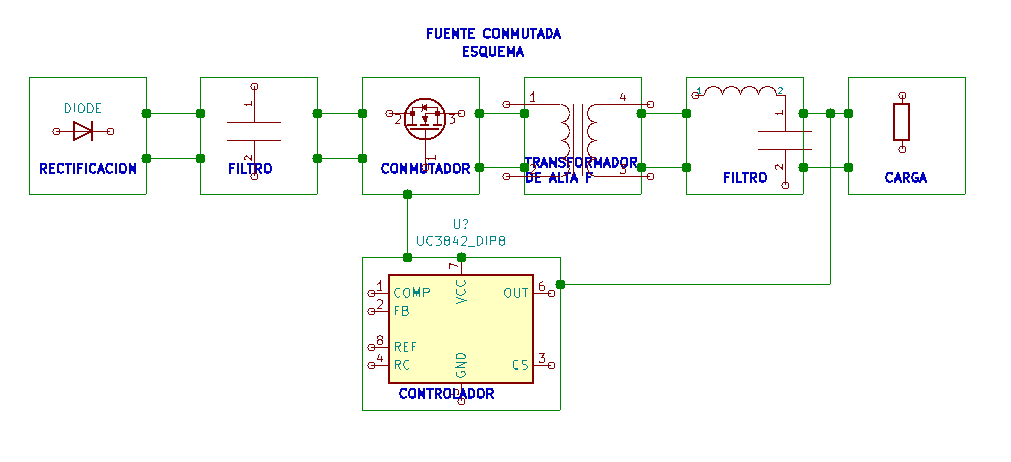 FUENTE CONMUTADA
ESQUEMA
DIODE
RECTIFICACION
1
2
FILTRO
2
3
1
CONMUTADOR
1
4
3
TRANSFORMADOR
DE ALTA F
1
2
1
2
FILTRO
CARGA
U?
UC3842_DIP8
7
1
COMP
VCC
OUT
6
2
FB
8
REF
4
RC
GND
CS
3
CONTROLADOR